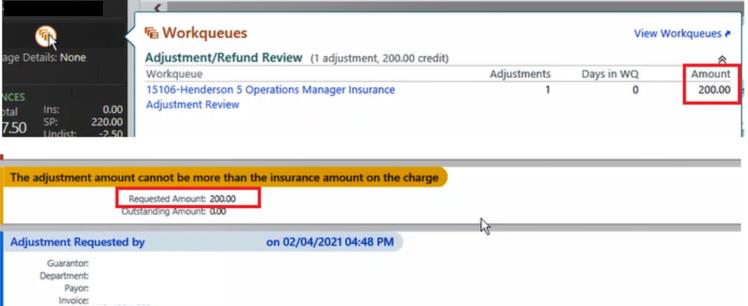 Workqueues
View Workqueues
age Details: None
Adjustment/Refund Review (1 adjustment, 200.00 credit)
Workqueue Adjustments Days in WQ Amount
15106-Henderson 5 Operations Manager Insurance Adjustment Review 1 0 200.00
NCES
otal Ins: 0.00
7.50 SP: 220.00
Undist: -2.50
The adjustment amount cannot be more than the insurance amount on the charge
Requested Amount: 200.00
Outstanding Amount: 0.00
Adjustment Requested by on 02/04/2021 04:48 PM
Guarantor:
Department:
Payor:
Invoice: